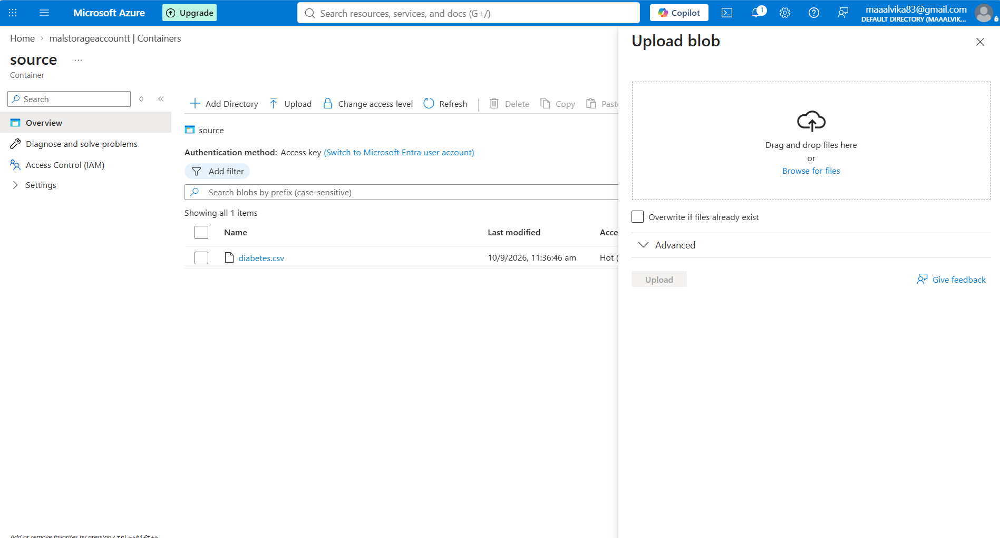 Microsoft Azure
Upgrade
Search resources, services, and docs (G+/)
Copilot
1
maaalvika83@gmail.com
DEFAULT DIRECTORY (MAAALVIK...
Home > malstorageaccountt | Containers
source
...
Container
Search
Overview
Diagnose and solve problems
Access Control (IAM)
Settings
Add Directory
Upload
Change access level
Refresh
Delete
Copy
Paste
source
Authentication method: Access key (Switch to Microsoft Entra user account)
Add filter
Search blobs by prefix (case-sensitive)
Showing all 1 items
Name
Last modified
Acce
diabetes.csv
10/9/2026, 11:36:46 am
Hot (
Upload blob
Drag and drop files here
or
Browse for files
Overwrite if files already exist
Advanced
Upload
Give feedback
Add or remove favorites by pressing Ctrl+Shift+F